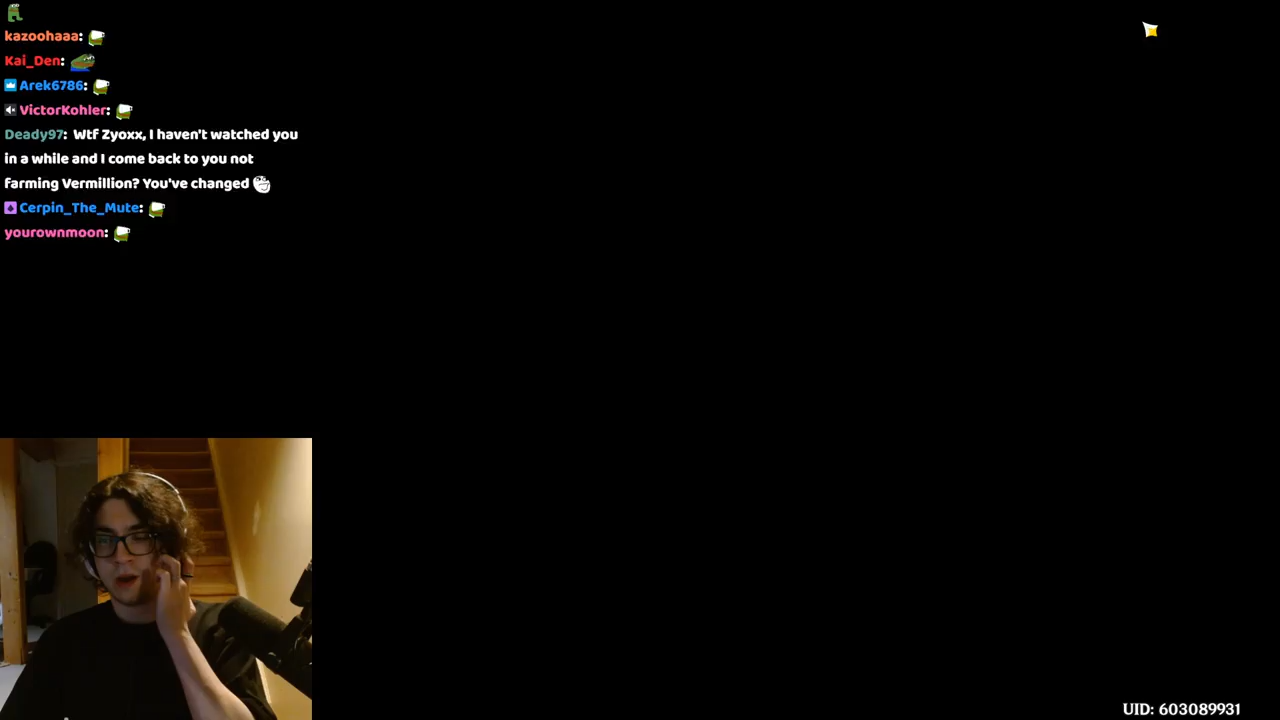 kazoohaaa:
Kai_Den:
Arek6786:
VictorKohler:
Deady97: Wtf Zyoxx, I haven't watched you
in a while and I come back to you not
farming Vermillion? You've changed
Cerpin_The_Mute:
yourownmoon:
UID: 603089931